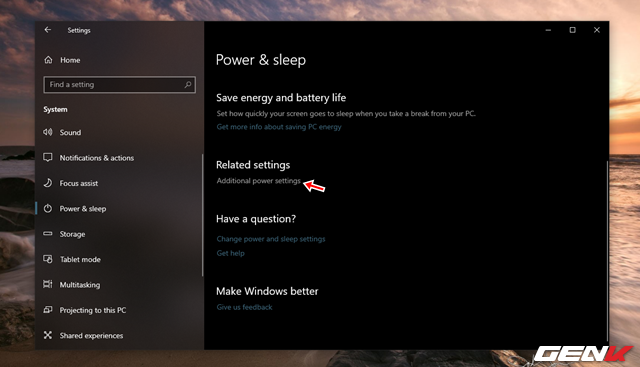 Settings
Home
Find a setting
System
Sound
Notifications & actions
Focus assist
Power & sleep
Storage
Tablet mode
Multitasking
Projecting to this PC
Shared experiences
Power & sleep
Save energy and battery life
Set how quickly your screen goes to sleep when you take a break from your PC.
Get more info about saving PC energy
Related settings
Additional power settings
Have a question?
Change power and sleep settings
Get help
Make Windows better
Give us feedback
GENK